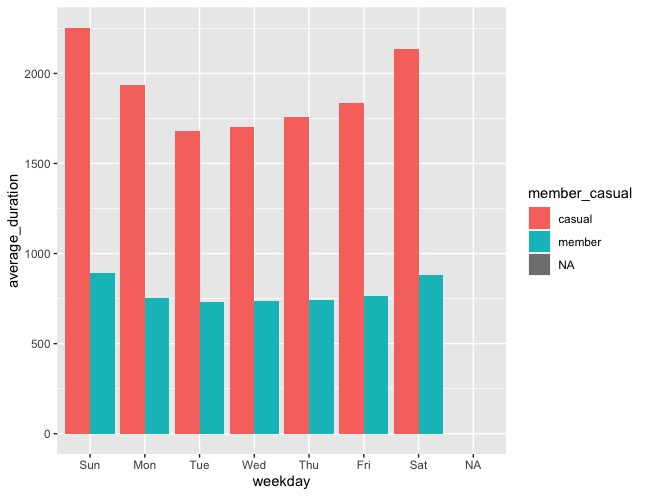 average_duration
2000
1500
1000
500
0
Sun Mon Tue Wed Thu Fri Sat NA
weekday
member_casual
casual
member
NA